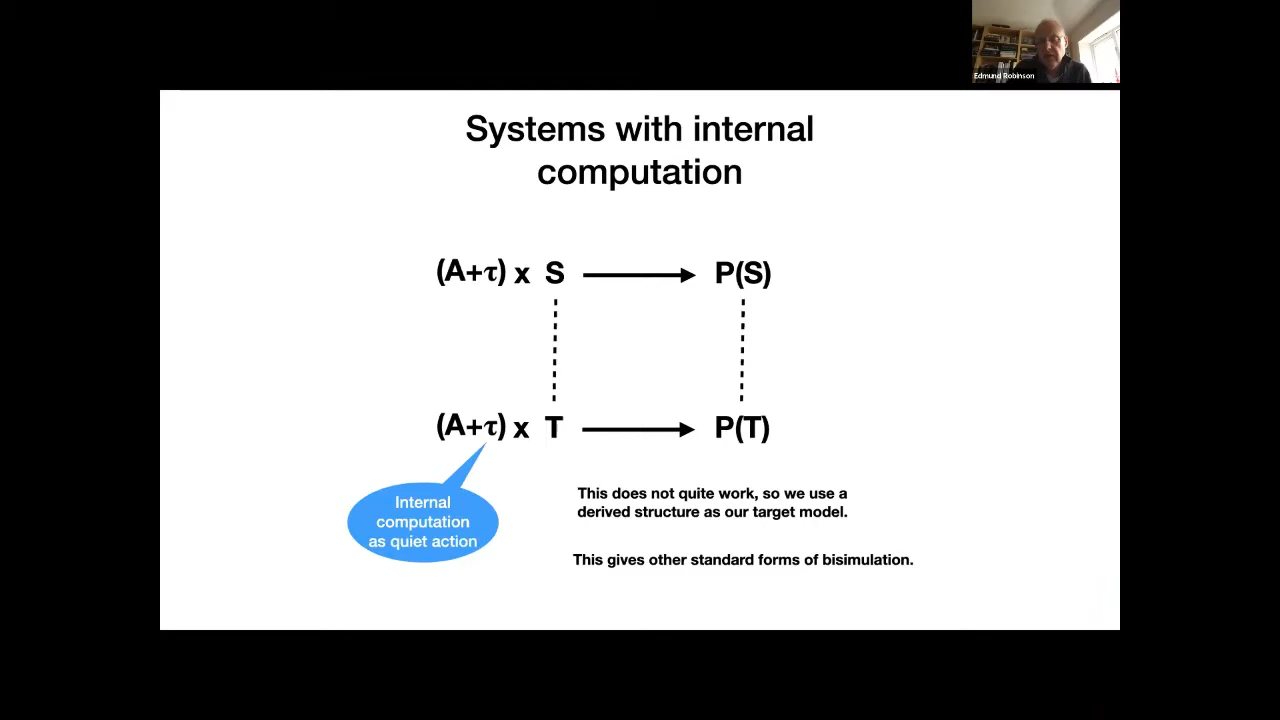 Edmund Robinson
Systems with internal
computation
(A+τ) x S P(S)
(A+τ) x T P(T)
Internal
computation
as quiet action
This does not quite work, so we use a
derived structure as our target model.
This gives other standard forms of bisimulation.